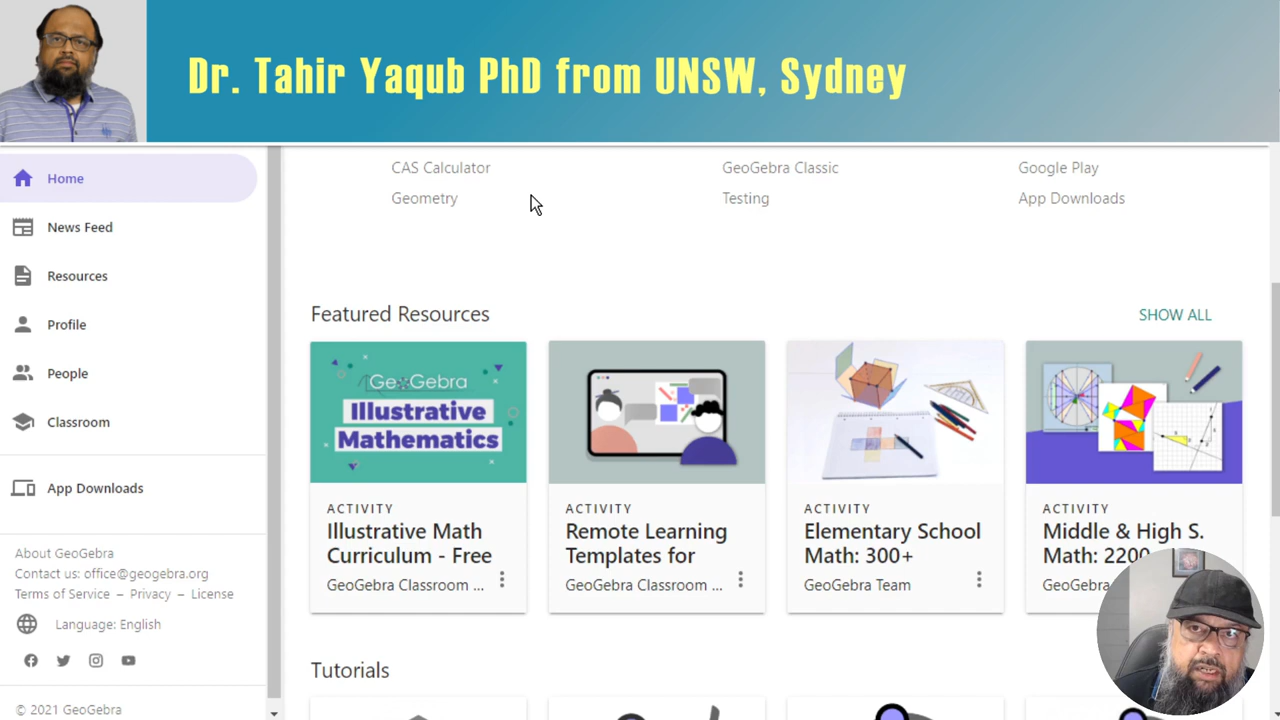 Dr. Tahir Yaqub PhD from UNSW, Sydney
Home
News Feed
Resources
Profile
People
Classroom
App Downloads
About GeoGebra
Contact us: office@geogebra.org
Terms of Service – Privacy – License
Language: English
© 2021 GeoGebra
CAS Calculator
GeoGebra Classic
Google Play
Geometry
Testing
App Downloads
Featured Resources
SHOW ALL
GeoGebra
Illustrative
Mathematics
ACTIVITY
Illustrative Math
Curriculum - Free
GeoGebra Classroom ...
ACTIVITY
Remote Learning
Templates for
GeoGebra Classroom ...
ACTIVITY
Elementary School
Math: 300+
GeoGebra Team
ACTIVITY
Middle & High S.
Math: 2200
Tutorials